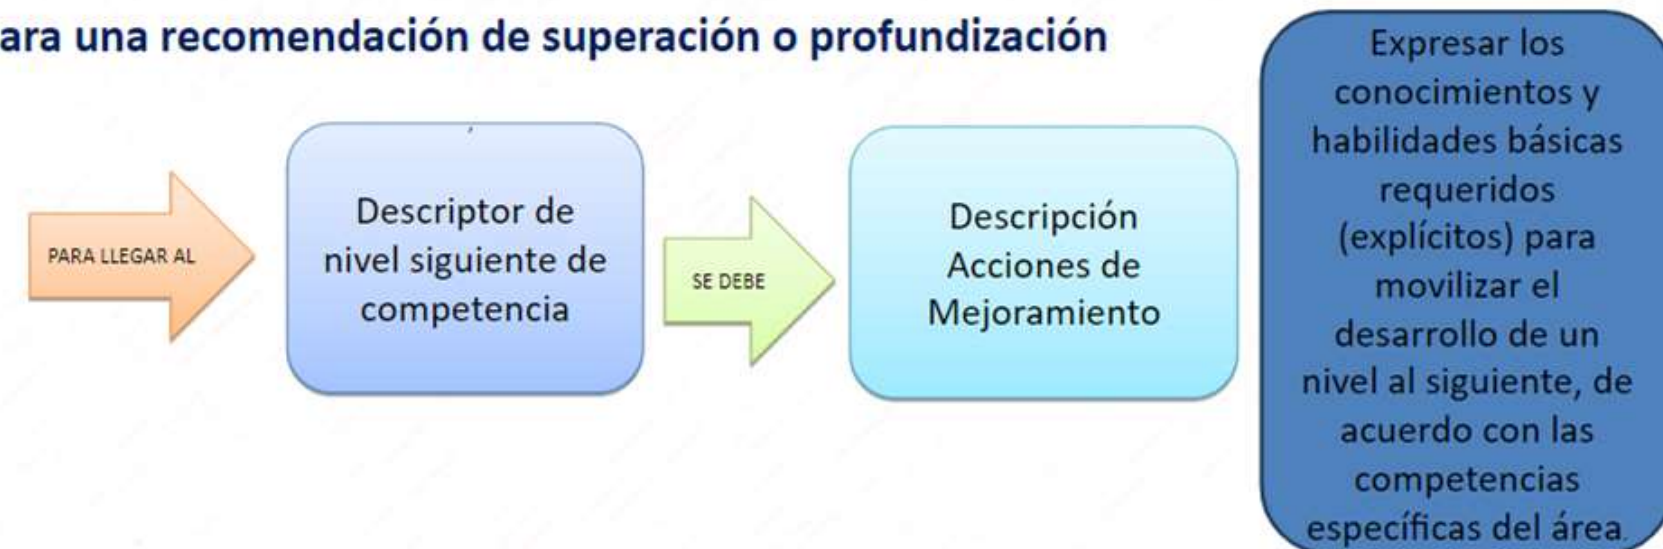 ara una recomendación de superación o profundización
PARA LLEGAR AL
Descriptor de
nivel siguiente de
competencia
SE DEBE
Descripción
Acciones de
Mejoramiento
Expresar los
conocimientos y
habilidades básicas
requeridos
(explícitos) para
movilizar el
desarrollo de un
nivel al siguiente, de
acuerdo con las
competencias
específicas del área.